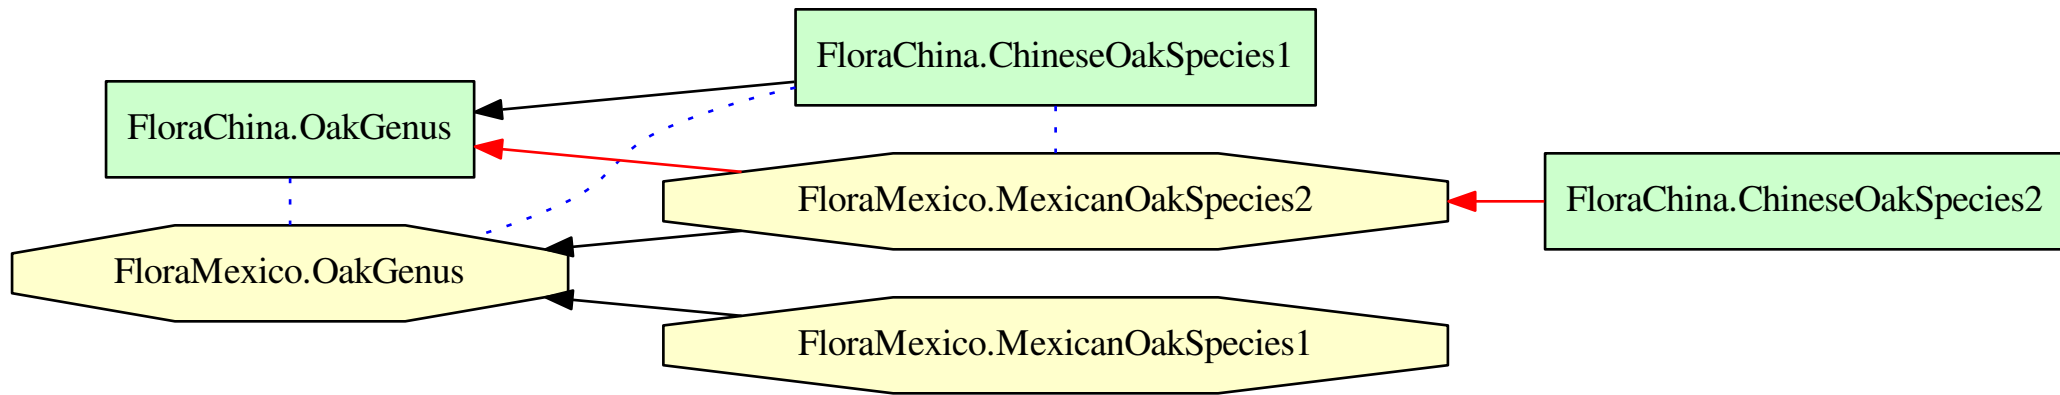 FloraChina.ChineseOakSpecies1
FloraChina.OakGenus
FloraMexico.MexicanOakSpecies2
FloraChina.ChineseOakSpecies2
FloraMexico.OakGenus
FloraMexico.MexicanOakSpecies1